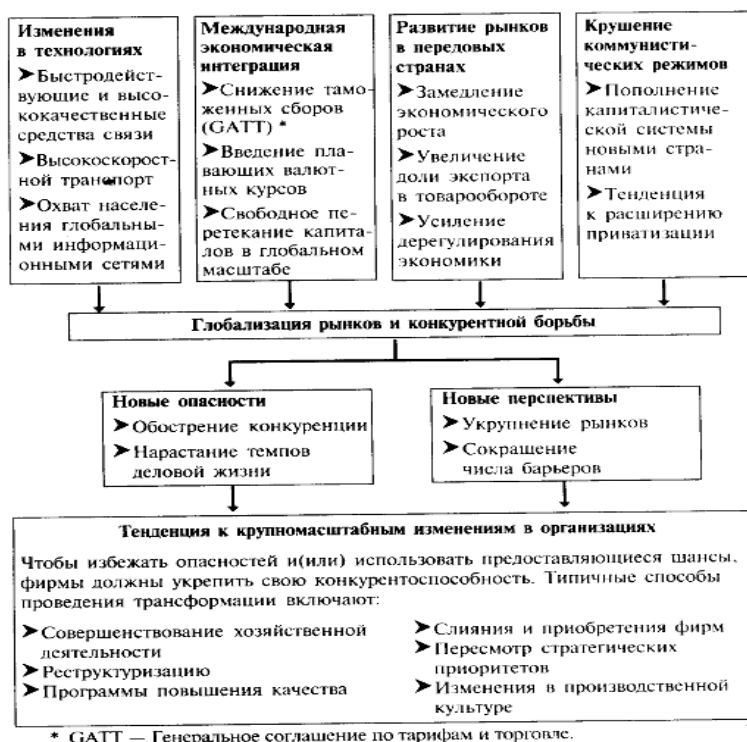 Изменения
в технологиях
➤Быстродейст-
вующие и высо-
кокачественные
средства связи
➤Высокоскорост-
ной транспорт
➤Охват населе-
ния глобальны-
ми информаци-
онными сетями
Международная
экономическая
интеграция
➤Снижение тамо-
женных сборов
(GATT) *
➤Введение пла-
вающих валют-
ных курсов
➤Свободное пе-
ретекание капита-
лов в глобальном
масштабе
Развитие рынков
в передовых
странах
➤Замедление
экономического
роста
➤Увеличение
доли экспорта
в товарообороте
➤Усиление
дерегулирования
экономики
Крушение
коммунисти-
ческих режимов
➤Пополнение
капиталистиче-
ской системы
новыми стра-
нами
➤Тенденция
к расширению
приватизации
Глобализация рынков и конкурентной борьбы
Новые опасности
➤Обострение конкуренции
➤Нарастание темпов
деловой жизни
Новые перспективы
➤Укрупнение рынков
➤Сокращение
числа барьеров
Тенденция к крупномасштабным изменениям в организациях
Чтобы избежать опасностей и(или) использовать предоставляющиеся шансы,
фирмы должны укрепить свою конкурентоспособность. Типичные способы
проведения трансформации включают:
➤Совершенствование хозяйственной
деятельности
➤Реструктуризацию
➤Программы повышения качества
➤Слияния и приобретения фирм
➤Пересмотр стратегических
приоритетов
➤Изменения в производственной
культуре
* GATT — Генеральное соглашение по тарифам и торговле.